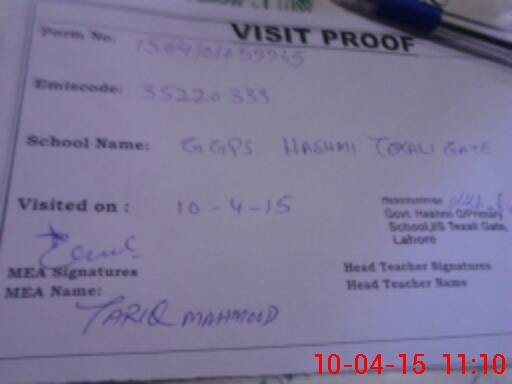 VISIT PROOF
Form No. 1504101059945
Emiscode: 35220333
School Name: GGPS HASHMI TEXALI GATE
Visited on : 10-4-15
Headmistress
Govt Hashmi G/Primary
School,I/S Texali Gate,
Lahore
MEA Signatures
Head Teacher Signatures
MEA Name: TARIQ MAHMOOD
Head Teacher Name
10-04-15 11:10